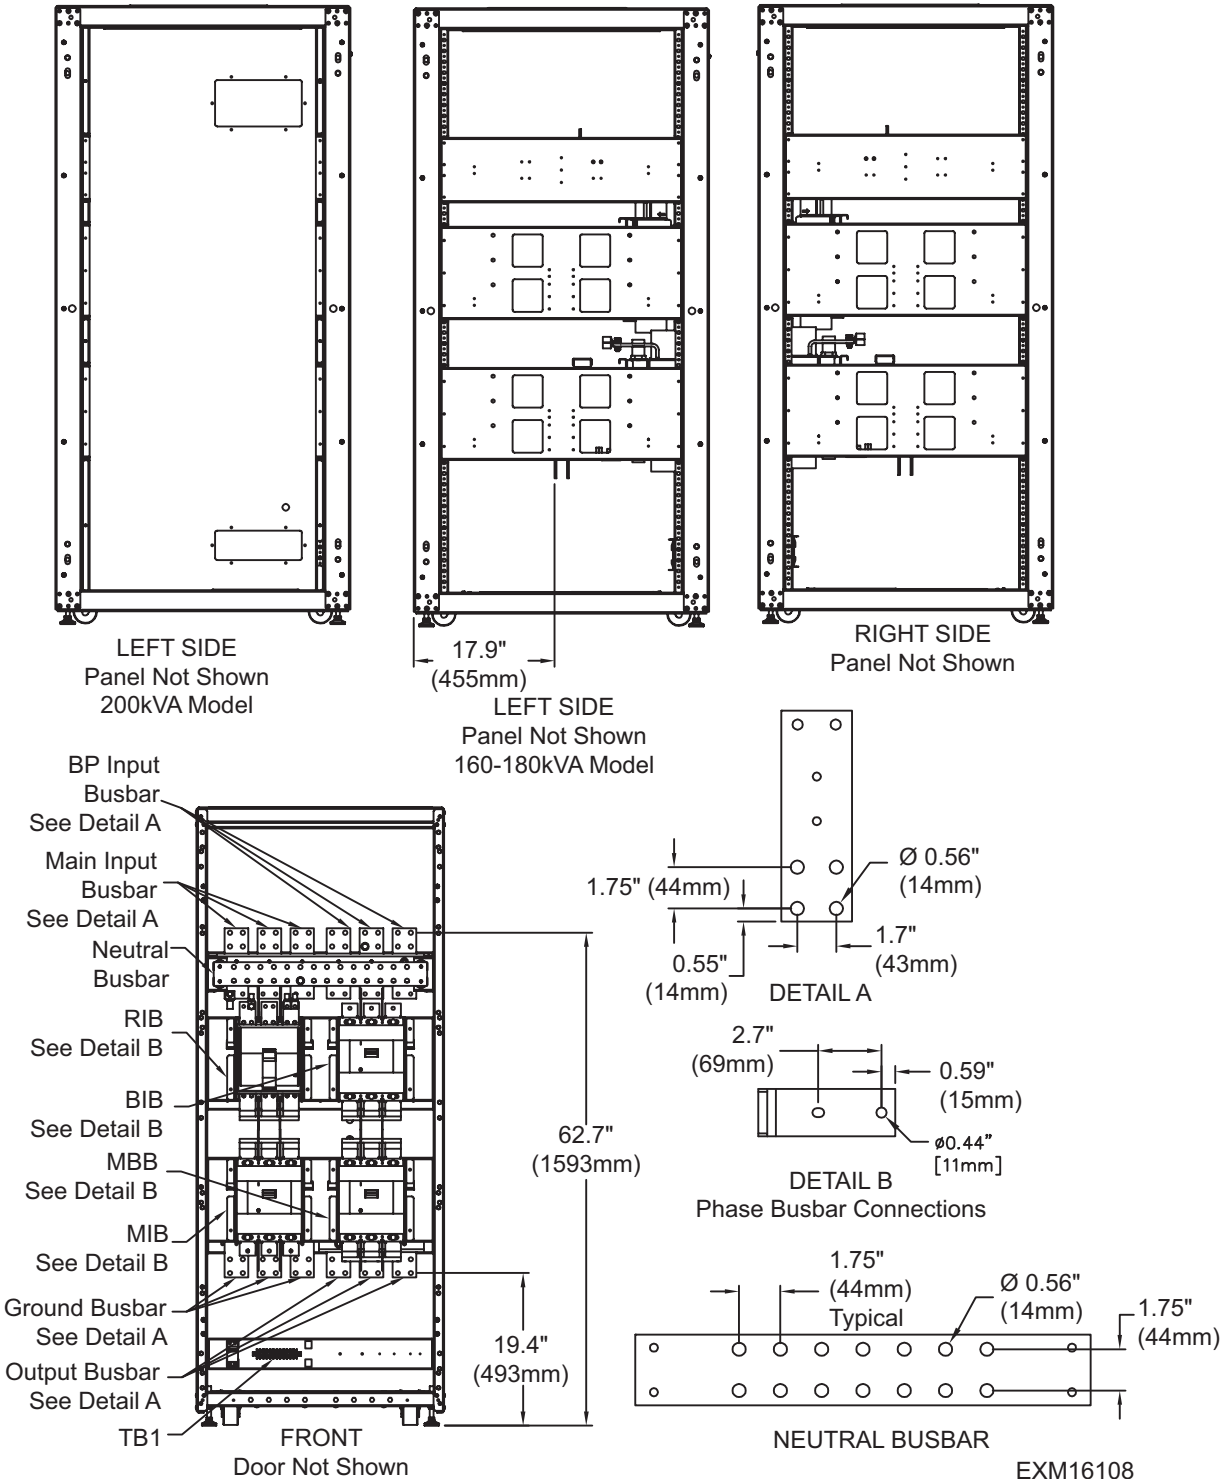 LEFT SIDE
Panel Not Shown
200kVA Model
17.9"
(455mm)
LEFT SIDE
Panel Not Shown
160-180kVA Model
RIGHT SIDE
Panel Not Shown
BP Input
Busbar
See Detail A
Main Input
Busbar
See Detail A
Neutral
Busbar
RIB
See Detail B
BIB
See Detail B
MBB
See Detail B
MIB
See Detail B
Ground Busbar
See Detail A
Output Busbar
See Detail A
TB1
62.7"
(1593mm)
19.4"
(493mm)
FRONT
Door Not Shown
1.75" (44mm)
Ø 0.56"
(14mm)
0.55"
(14mm)
1.7"
(43mm)
DETAIL A
2.7"
(69mm)
0.59"
(15mm)
ø0.44”
[11mm]
DETAIL B
Phase Busbar Connections
1.75"
(44mm)
Typical
Ø 0.56"
(14mm)
1.75"
(44mm)
NEUTRAL BUSBAR
EXM16108